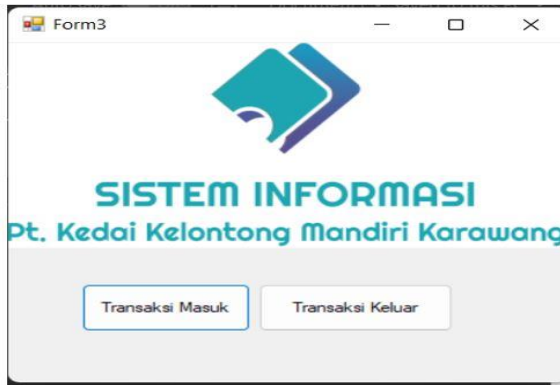 Form3
SISTEM INFORMASI
Pt. Kedai Kelontong Mandiri Karawang
Transaksi Masuk Transaksi Keluar